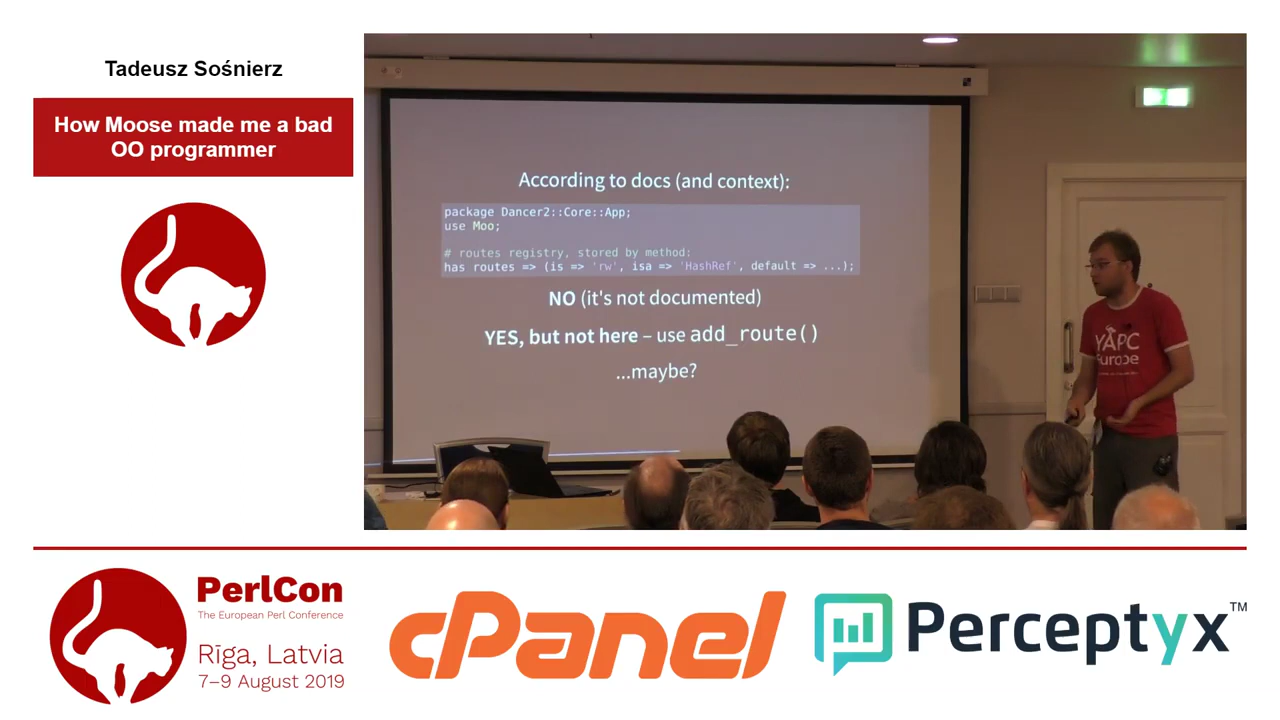 Tadeusz Sośnierz
How Moose made me a bad
OO programmer
According to docs (and context):
package Dancer2::Core::App;
use Moo;
# routes registry, stored by method:
has routes => (is => 'rw', isa => 'HashRef', default => ...);
NO (it's not documented)
YES, but not here – use add_route()
...maybe?
YAPC
Europe
PerlCon
The European Perl Conference
Rīga, Latvia
7–9 August 2019
cPanel
Perceptyx™